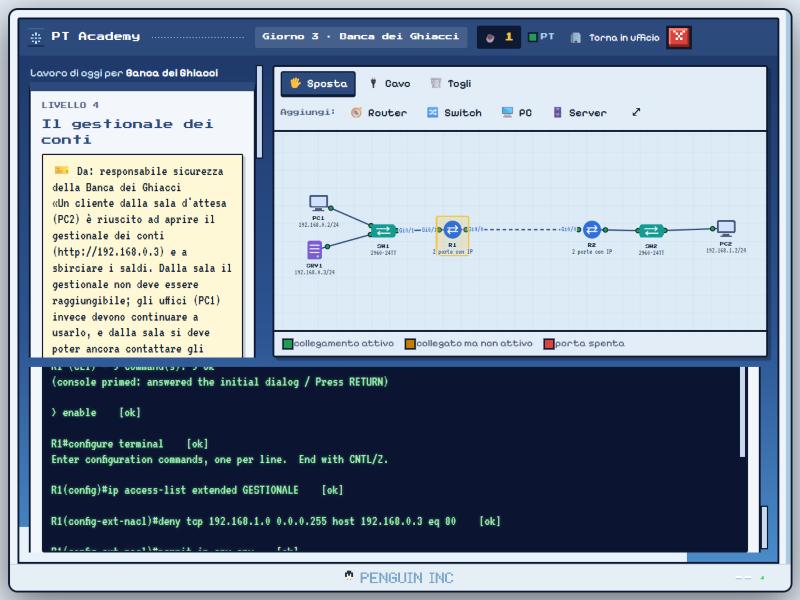 PT Academy
Giorno 3 · Banca dei Ghiacci
1
PT
Torna in ufficio
Lavoro di oggi per Banca dei Ghiacci
LIVELLO 4
Il gestionale dei
conti
Da: responsabile sicurezza
della Banca dei Ghiacci
«Un cliente dalla sala d'attesa
(PC2) è riuscito ad aprire il
gestionale dei conti
(http://192.168.0.3) e a
sbirciare i saldi. Dalla sala il
gestionale non deve essere
raggiungibile; gli uffici (PC1)
invece devono continuare a
usarlo, e dalla sala si deve
poter ancora contattare gli
Sposta
Cavo
Togli
Aggiungi:
Router
Switch
PC
Server
PC1
192.168.0.2/24
SRV1
192.168.0.3/24
SW1
2960-24TT
R1
2 porte con IP
R2
2 porte con IP
SW2
2960-24TT
PC2
192.168.1.2/24
collegamento attivo
collegato ma non attivo
porta spenta
(console primed: answered the initial dialog / Press RETURN)
> enable [ok]
R1#configure terminal [ok]
Enter configuration commands, one per line. End with CNTL/Z.
R1(config)#ip access-list extended GESTIONALE [ok]
R1(config-ext-nacl)#deny tcp 192.168.1.0 0.0.0.255 host 192.168.0.3 eq 80 [ok]
R1(config-ext-nacl)#permit ip any any [ok]
PENGUIN INC